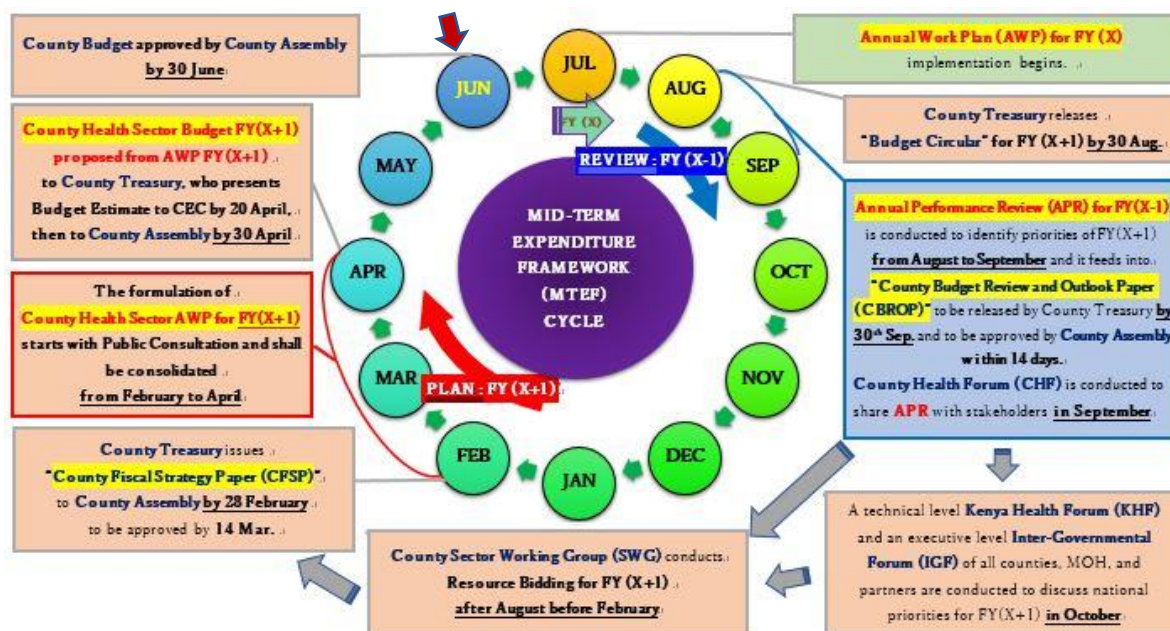 County Budget approved by County Assembly
by 30 June
County Health Sector Budget FY(X+1)
proposed from AWP FY(X+1)
to County Treasury, who presents
Budget Estimate to CEC by 20 April,
then to County Assembly by 30 April
The formulation of
County Health Sector AWP for FY(X+1)
starts with Public Consultation and shall
be consolidated
from February to April
County Treasury issues
"County Fiscal Strategy Paper (CFSP)"
to County Assembly by 28 February
to be approved by 14 Mar.
JUN
JUL
AUG
SEP
OCT
NOV
DEC
JAN
FEB
MAR
APR
MAY
FY (X)
REVIEW : FY (X-1)
MID-TERM
EXPENDITURE
FRAMEWORK
(MTEF)
CYCLE
PLAN : FY (X+1)
Annual Work Plan (AWP) for FY (X)
implementation begins.
County Treasury releases
"Budget Circular" for FY (X+1) by 30 Aug.
Annual Performance Review (APR) for FY(X-1)
is conducted to identify priorities of FY(X+1)
from August to September and it feeds into
"County Budget Review and Outlook Paper
(CBROP)" to be released by County Treasury by
30th Sep. and to be approved by County Assembly
within 14 days.
County Health Forum (CHF) is conducted to
share APR with stakeholders in September
A technical level Kenya Health Forum (KHF)
and an executive level Inter-Governmental
Forum (IGF) of all counties, MOH, and
partners are conducted to discuss national
priorities for FY(X+1) in October
County Sector Working Group (SWG) conducts
Resource Bidding for FY (X+1)
after August before February